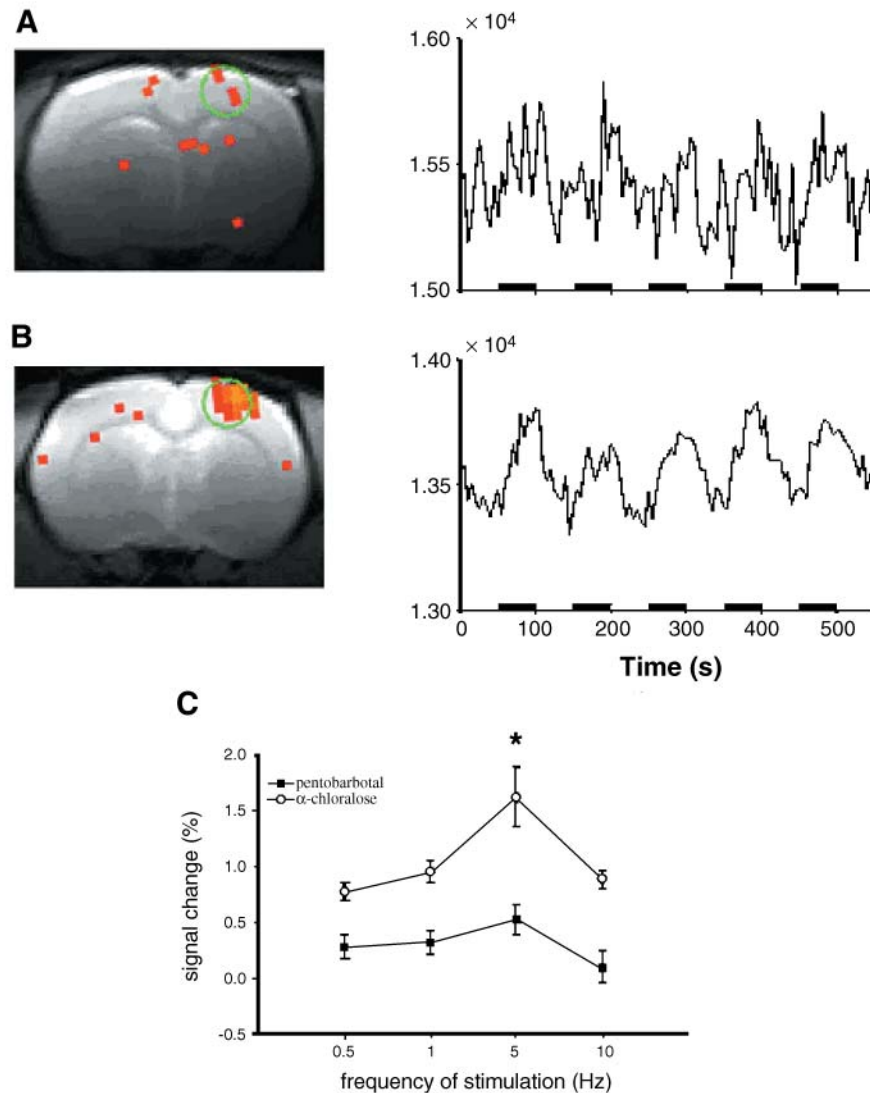 A
× 10⁴
1.60
1.55
1.50
B
× 10⁴
1.40
1.35
1.30
0 100 200 300 400 500
Time (s)
C
*
2.0
1.5
1.0
0.5
0.0
-0.5
pentobarbotal
α-chloralose
signal change (%)
0.5 1 5 10
frequency of stimulation (Hz)